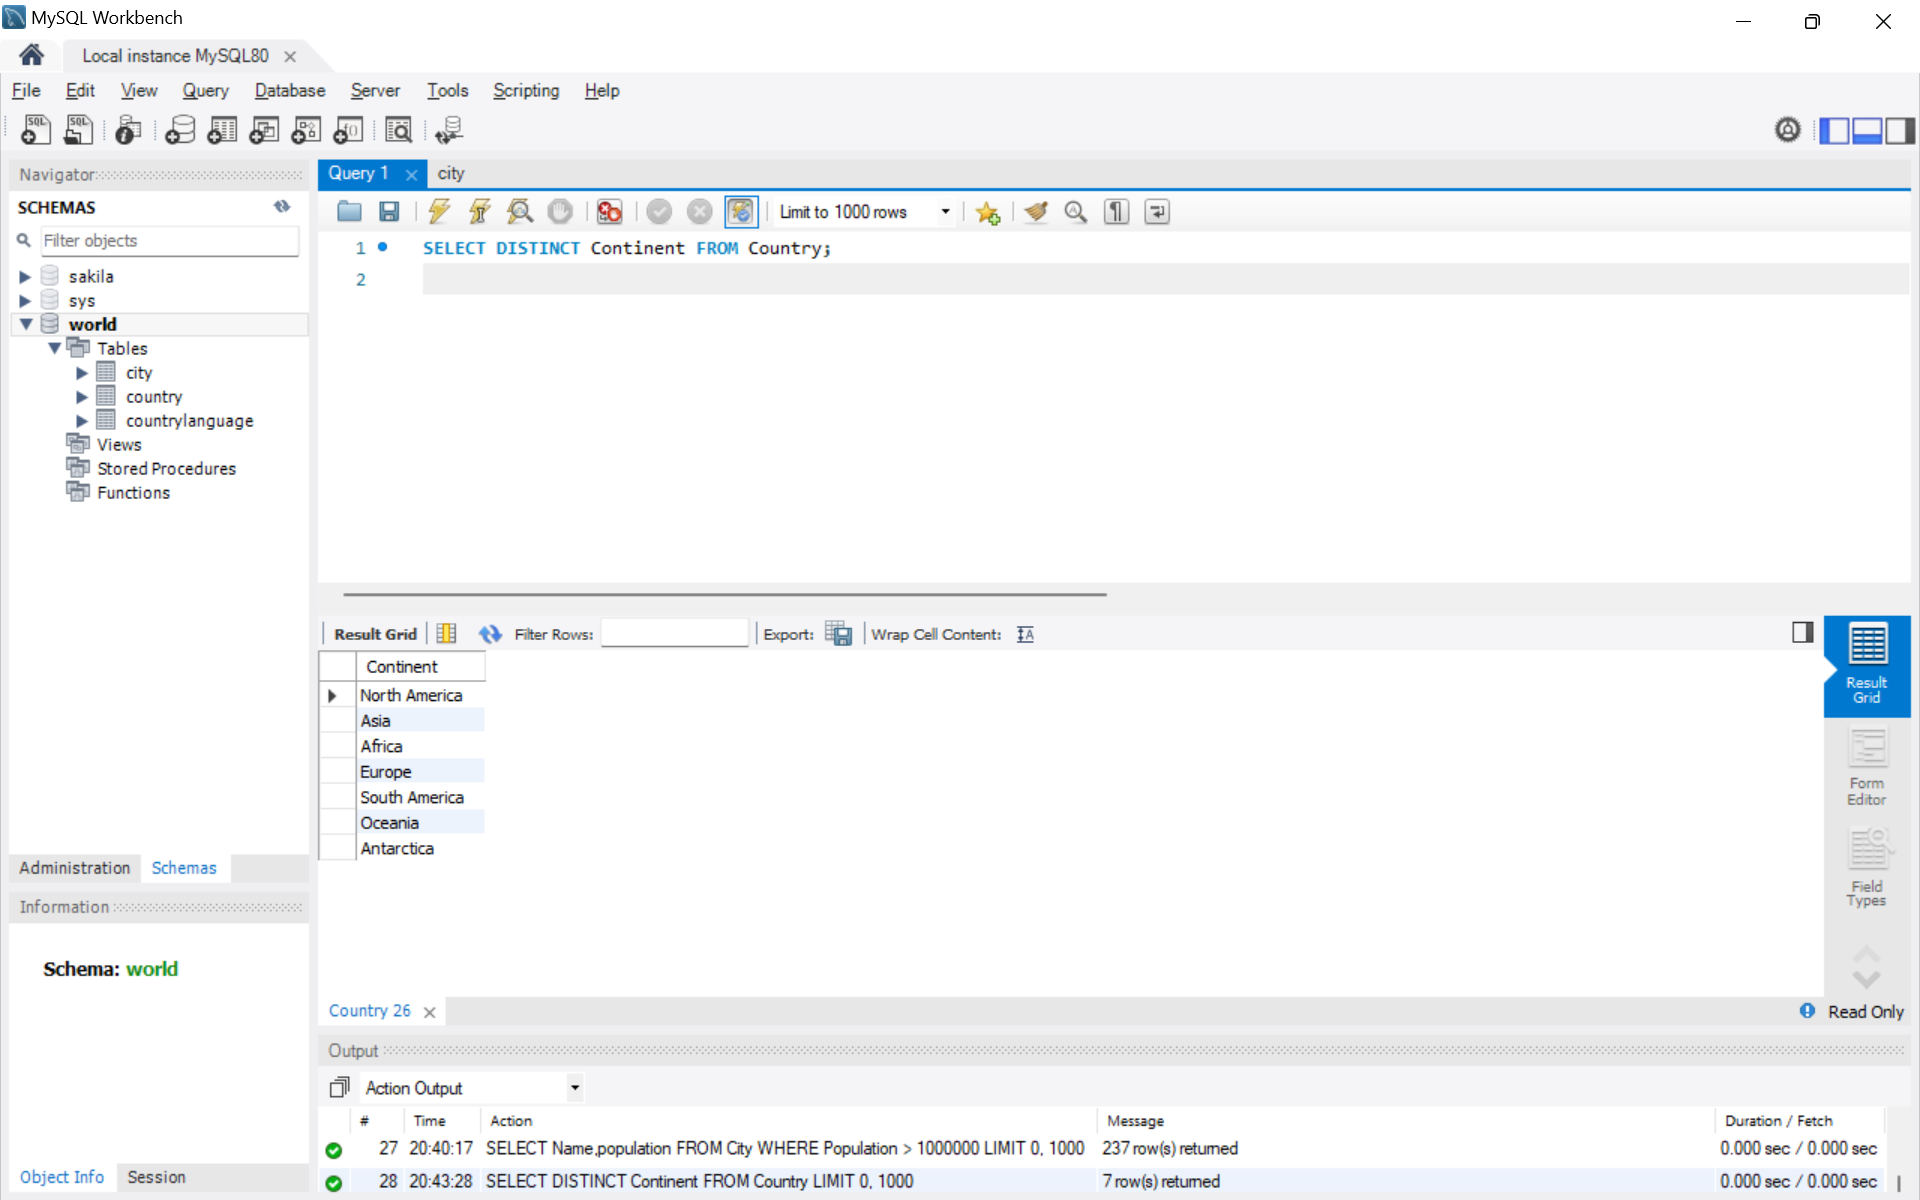 MySQL Workbench
Local instance MySQL80
File Edit View Query Database Server Tools Scripting Help
SQL SQL
Navigator
SCHEMAS
Filter objects
sakila
sys
world
Tables
city
country
countrylanguage
Views
Stored Procedures
Functions
Administration Schemas
Information
Schema: world
Object Info Session
Query 1 city
Limit to 1000 rows
1 SELECT DISTINCT Continent FROM Country;
2
Result Grid Filter Rows: Export: Wrap Cell Content:
Continent
North America
Asia
Africa
Europe
South America
Oceania
Antarctica
Result
Grid
Form
Editor
Field
Types
Country 26 Read Only
Output
Action Output
# Time Action Message Duration / Fetch
27 20:40:17 SELECT Name,population FROM City WHERE Population > 1000000 LIMIT 0, 1000 237 row(s) returned 0.000 sec / 0.000 sec
28 20:43:28 SELECT DISTINCT Continent FROM Country LIMIT 0, 1000 7 row(s) returned 0.000 sec / 0.000 sec